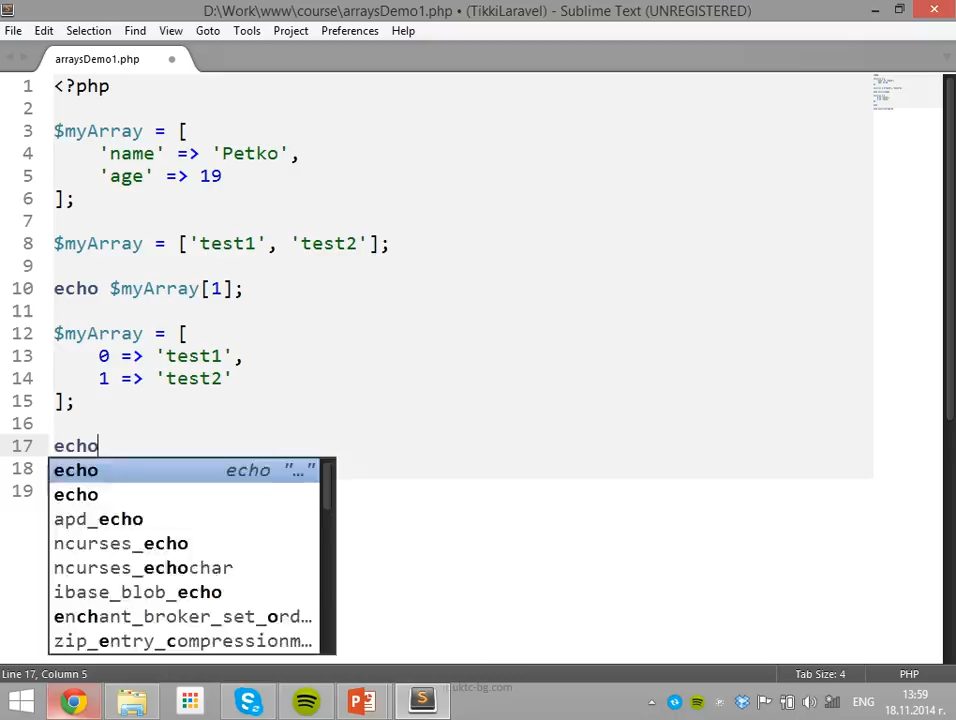 D:\Work\www\course\arraysDemo1.php • (TikkiLaravel) - Sublime Text (UNREGISTERED)
File Edit Selection Find View Goto Tools Project Preferences Help
arraysDemo1.php
1 <?php
2
3 $myArray = [
4 'name' => 'Petko',
5 'age' => 19
6 ];
7
8 $myArray = ['test1', 'test2'];
9
10 echo $myArray[1];
11
12 $myArray = [
13 0 => 'test1',
14 1 => 'test2'
15 ];
16
17 echo
18 echo echo "…"
19 echo
apd_echo
ncurses_echo
ncurses_echochar
ibase_blob_echo
enchant_broker_set_ord…
zip_entry_compressionm…
Line 17, Column 5 Tab Size: 4 PHP
uktc-bg.com
ENG
13:59
18.11.2014 г.